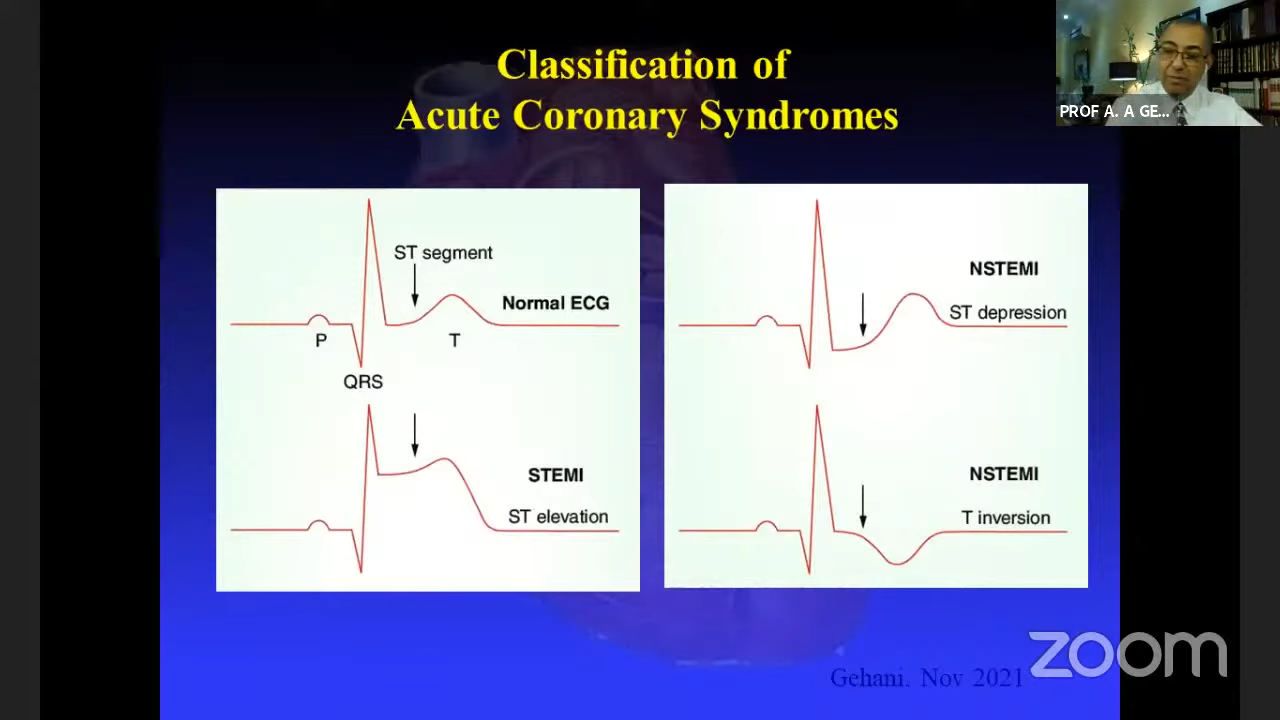 Classification of
Acute Coronary Syndromes
PROF A. A GE...
ST segment
Normal ECG
P
T
QRS
STEMI
ST elevation
NSTEMI
ST depression
NSTEMI
T inversion
zoom
Gehani. Nov 2021